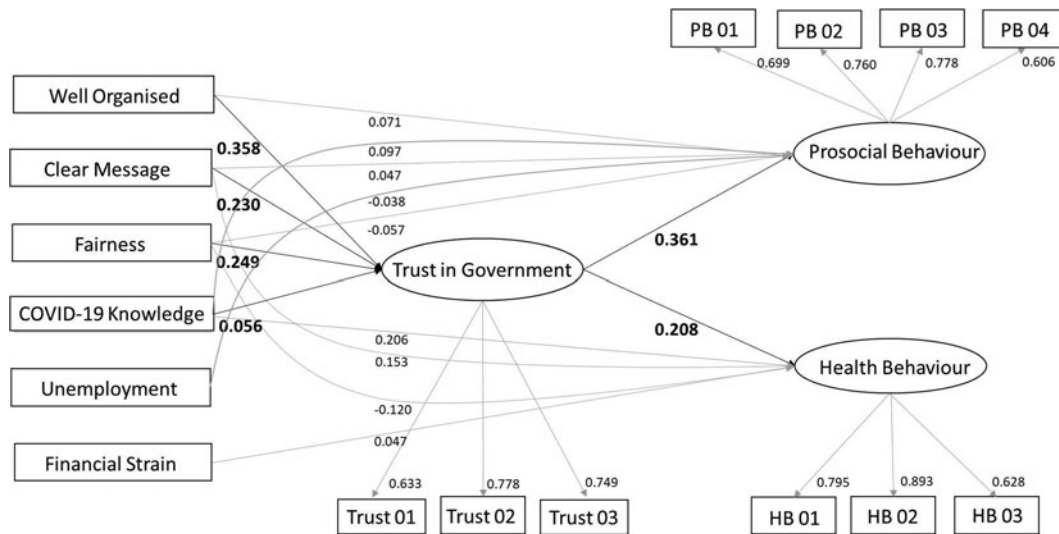 PB 01
PB 02
PB 03
PB 04
0.699
0.760
0.778
0.606
Well Organised
0.071
Prosocial Behaviour
0.358
0.097
Clear Message
0.047
0.230
-0.038
-0.057
Fairness
0.361
0.249
Trust in Government
COVID-19 Knowledge
0.056
0.206
0.208
0.153
Health Behaviour
Unemployment
-0.120
0.047
Financial Strain
0.633
0.778
0.749
0.795
0.893
0.628
Trust 01
Trust 02
Trust 03
HB 01
HB 02
HB 03